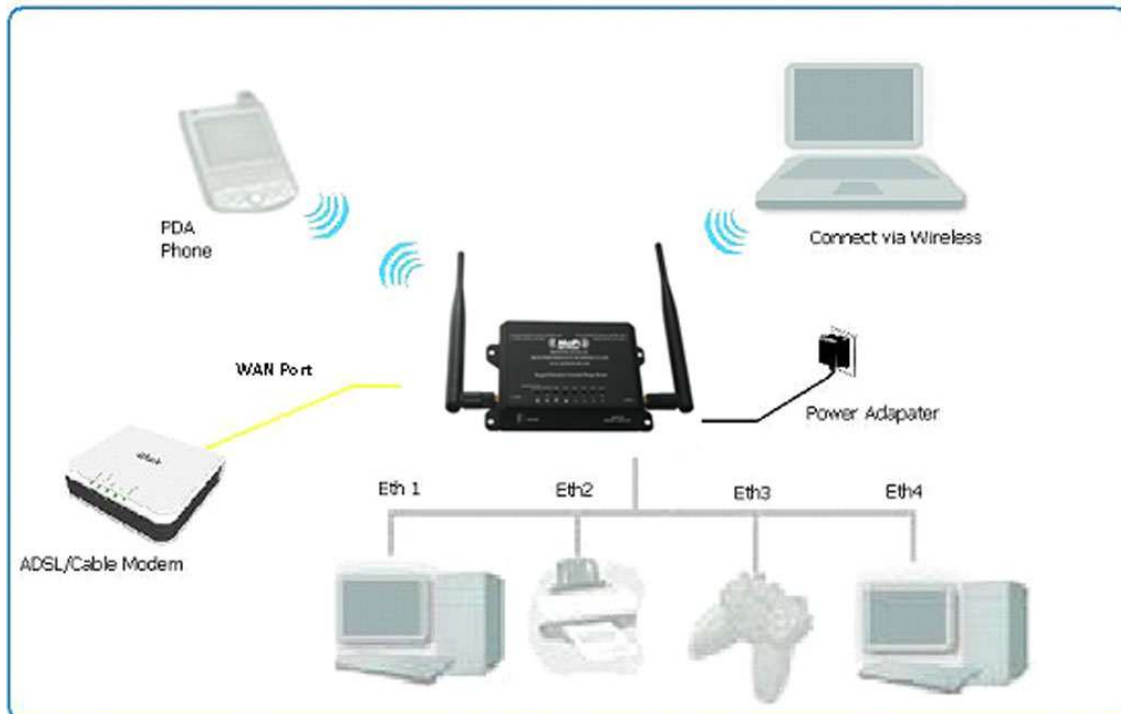 PDA
Phone
Connect via Wireless
WAN Port
Power Adapater
ADSL/Cable Modem
Eth 1
Eth2
Eth3
Eth4